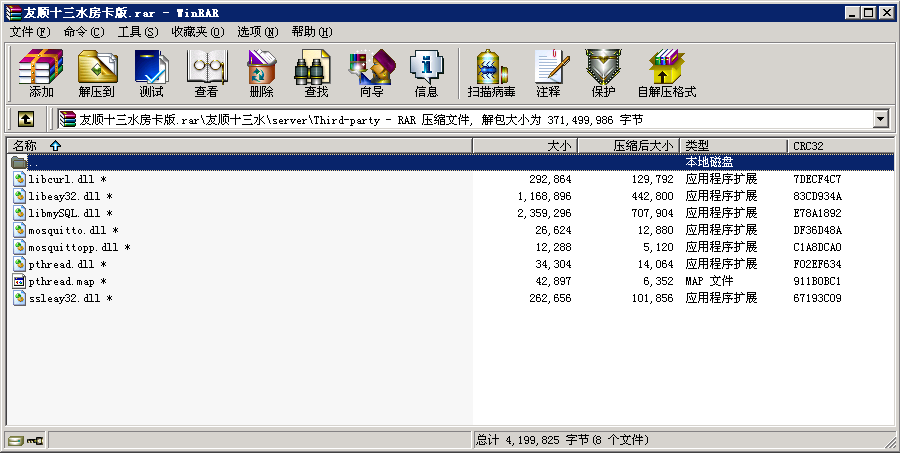 友顺十三水房卡版.rar - WinRAR
文件(F) 命令(C) 工具(S) 收藏夹(O) 选项(N) 帮助(H)
添加 解压到 测试 查看 删除 查找 向导 信息 扫描病毒 注释 保护 自解压格式
友顺十三水房卡版.rar\友顺十三水\server\Third-party - RAR 压缩文件, 解包大小为 371,499,986 字节
名称 大小 压缩后大小 类型 CRC32
.. 本地磁盘
libcurl.dll * 292,864 129,792 应用程序扩展 7DECF4C7
libeay32.dll * 1,168,896 442,800 应用程序扩展 83CD934A
libmySQL.dll * 2,359,296 707,904 应用程序扩展 E78A1892
mosquitto.dll * 26,624 12,880 应用程序扩展 DF36D48A
mosquittopp.dll * 12,288 5,120 应用程序扩展 C1A8DCA0
pthread.dll * 34,304 14,064 应用程序扩展 F02EF634
pthread.map * 42,897 6,352 MAP 文件 911B0BC1
ssleay32.dll * 262,656 101,856 应用程序扩展 67193C09
总计 4,199,825 字节(8 个文件)